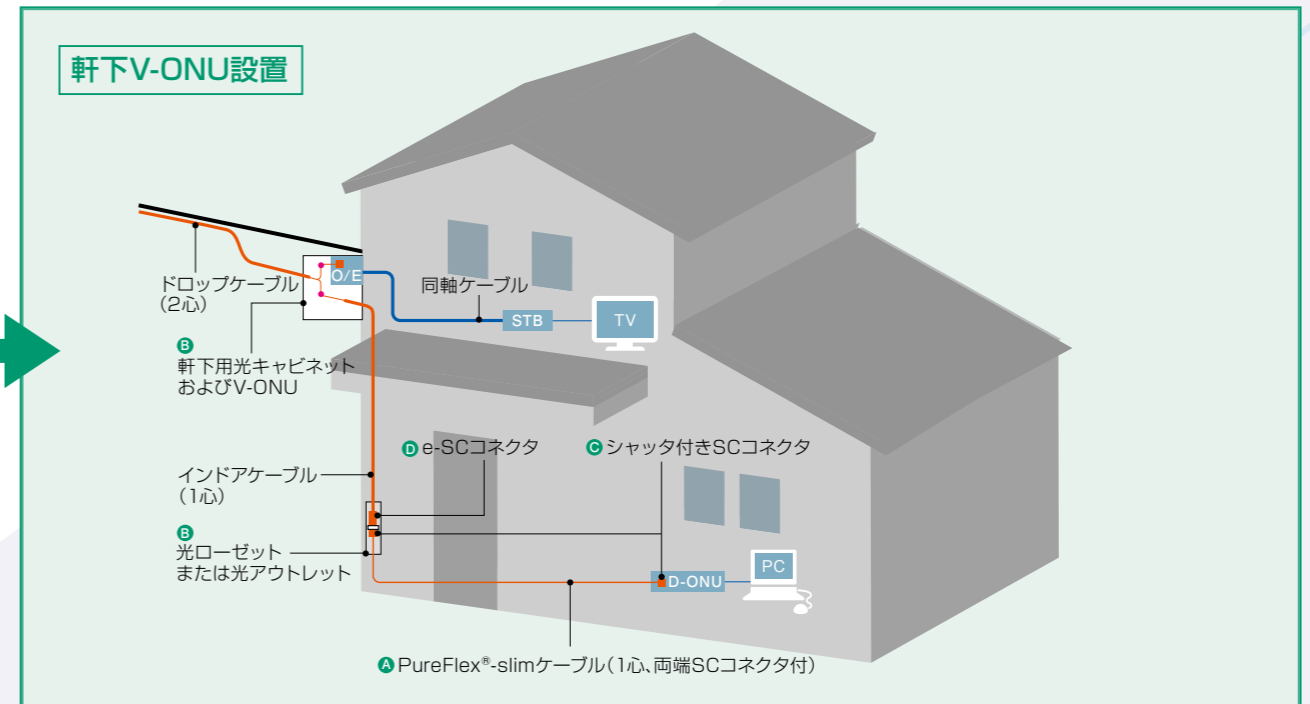 軒下V-ONU設置
ドロップケーブル
（2心）
O/E
同軸ケーブル
STB
TV
B
軒下用光キャビネット
およびV-ONU
D e-SCコネクタ
C シャッタ付きSCコネクタ
インドアケーブル
（1心）
B
光ローゼット
または光アウトレット
D-ONU
PC
A PureFlex®-slimケーブル（1心、両端SCコネクタ付）